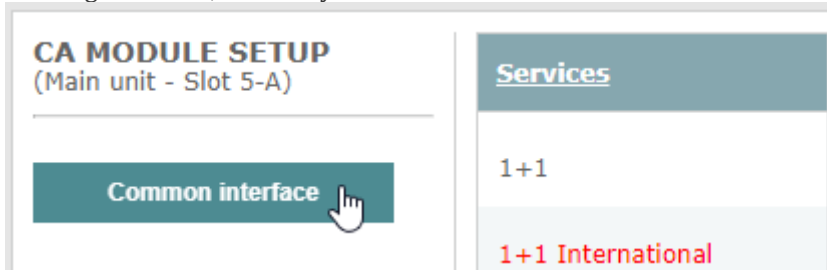 CA MODULE SETUP
(Main unit - Slot 5-A)
Common interface
Services
1+1
1+1 International